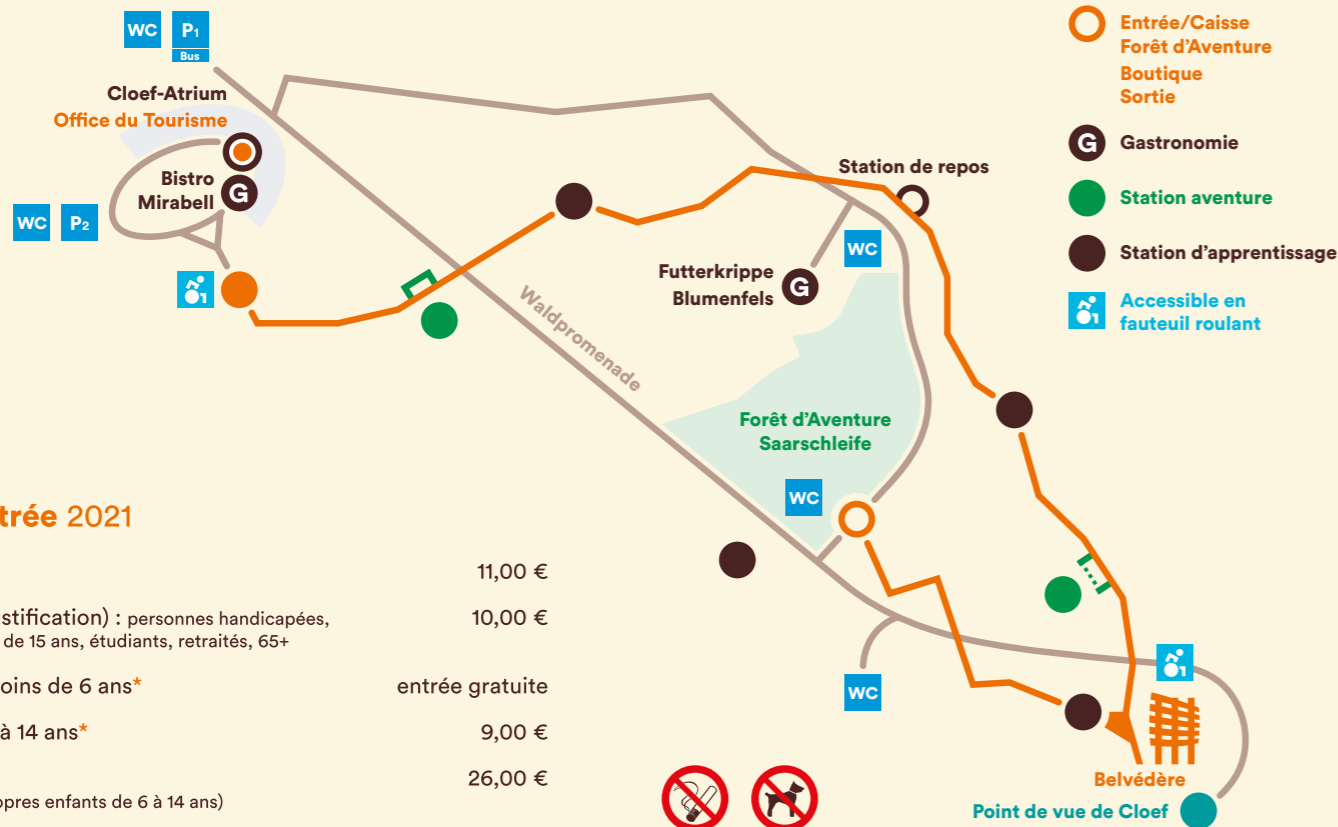 WC P1
Bus
Cloef-Atrium
Office du Tourisme
Bistro
Mirabell
G
WC P2
1
Waldpromenade
Station de repos
WC
Futterkrippe
Blumenfels
G
Forêt d'Aventure
Saarschleife
WC
WC
1
Belvédère
Point de vue de Cloef
Entrée/Caisse
Forêt d'Aventure
Boutique
Sortie
G Gastronomie
Station aventure
Station d'apprentissage
1
Accessible en
fauteuil roulant
trée 2021
11,00 €
stification) : personnes handicapées, 10,00 €
de 15 ans, étudiants, retraités, 65+
oins de 6 ans* entrée gratuite
à 14 ans* 9,00 €
26,00 €
opres enfants de 6 à 14 ans)